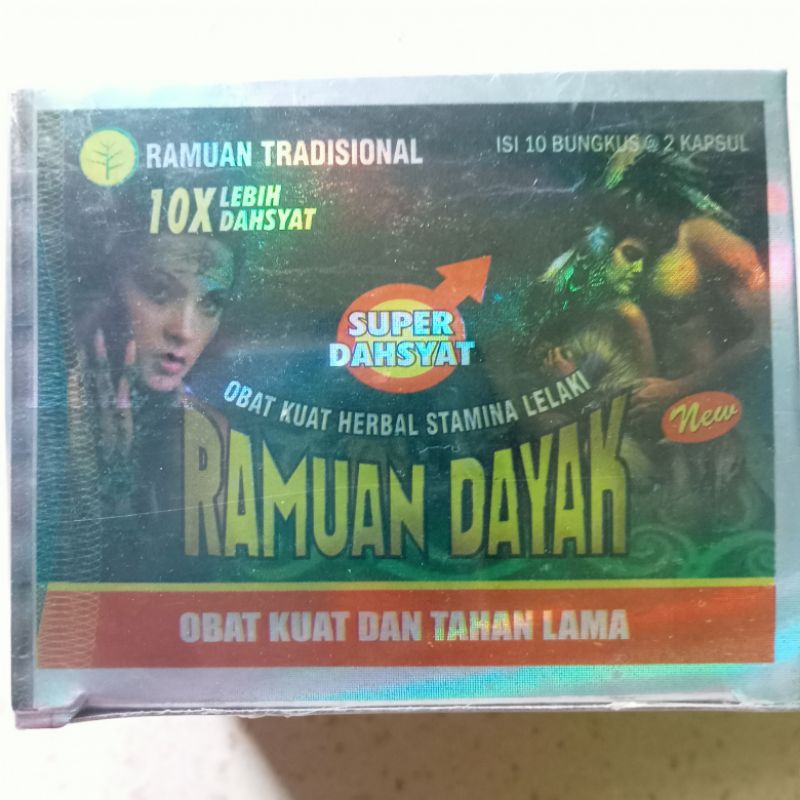 RAMUAN TRADISIONAL
ISI 10 BUNGKUS @ 2 KAPSUL
10X LEBIH DAHSYAT
SUPER
DAHSYAT
OBAT KUAT HERBAL STAMINA LELAKI
New
RAMUAN DAYAK
OBAT KUAT DAN TAHAN LAMA